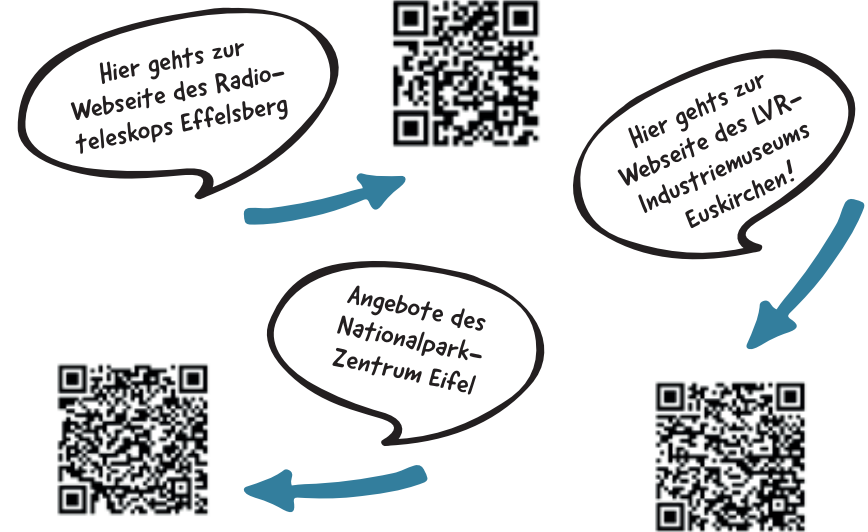 Hier gehts zur
Webseite des Radio-
teleskops Effelsberg
Hier gehts zur
Webseite des LVR-
Industriemuseums
Euskirchen!
Angebote des
Nationalpark-
Zentrum Eifel